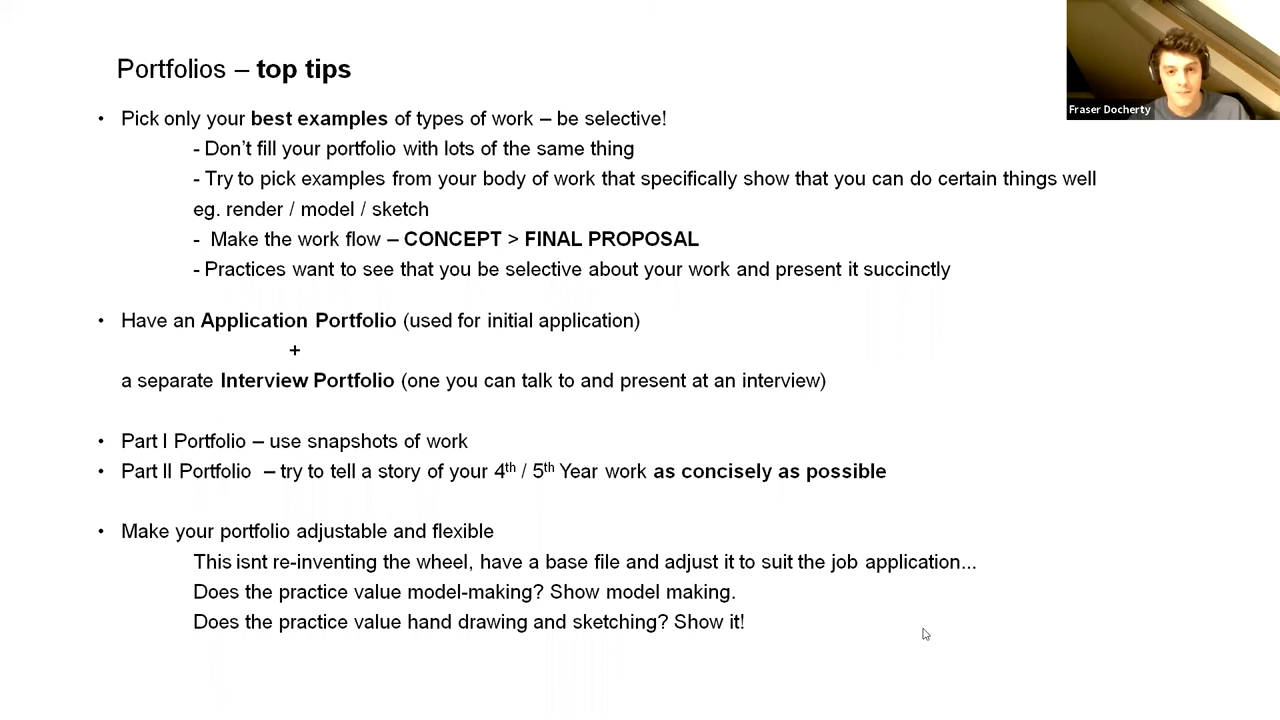 Portfolios – top tips
Fraser Docherty
• Pick only your best examples of types of work – be selective!
- Don’t fill your portfolio with lots of the same thing
- Try to pick examples from your body of work that specifically show that you can do certain things well
eg. render / model / sketch
- Make the work flow – CONCEPT > FINAL PROPOSAL
- Practices want to see that you be selective about your work and present it succinctly
• Have an Application Portfolio (used for initial application)
+
a separate Interview Portfolio (one you can talk to and present at an interview)
• Part I Portfolio – use snapshots of work
• Part II Portfolio – try to tell a story of your 4th / 5th Year work as concisely as possible
• Make your portfolio adjustable and flexible
This isnt re-inventing the wheel, have a base file and adjust it to suit the job application...
Does the practice value model-making? Show model making.
Does the practice value hand drawing and sketching? Show it!